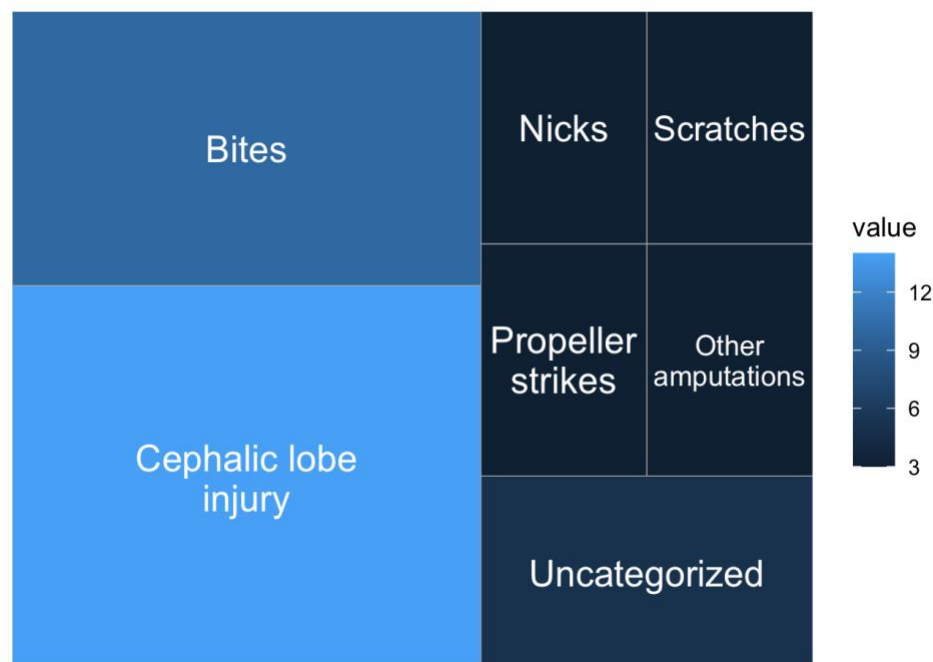 Bites
Nicks
Scratches
Propeller
strikes
Other
amputations
Cephalic lobe
injury
Uncategorized
value
12
9
6
3